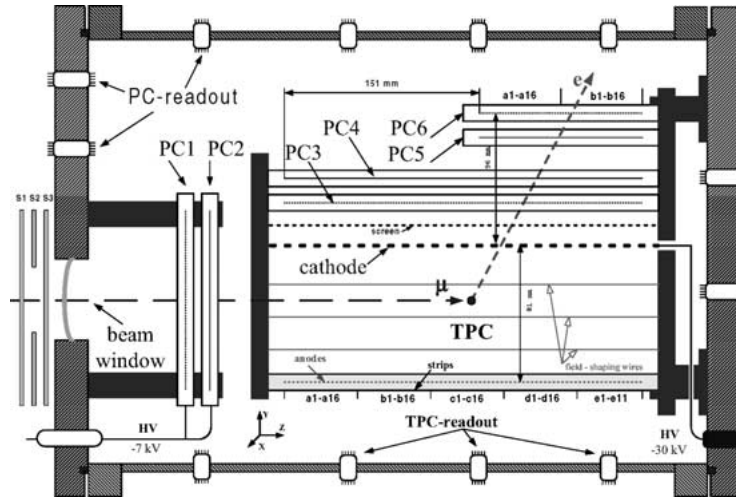 PC-readout
PC1
PC2
151 mm
a1-a16
b1-b16
e
PC6
PC5
PC4
PC3
S1
S2
S3
screen
cathode
μ
beam
window
TPC
anodes
strips
field - shaping wires
a1-a16
b1-b16
c1-c16
d1-d16
e1-e11
HV
-7 kV
Y
Z
X
TPC-readout
HV
-30 kV